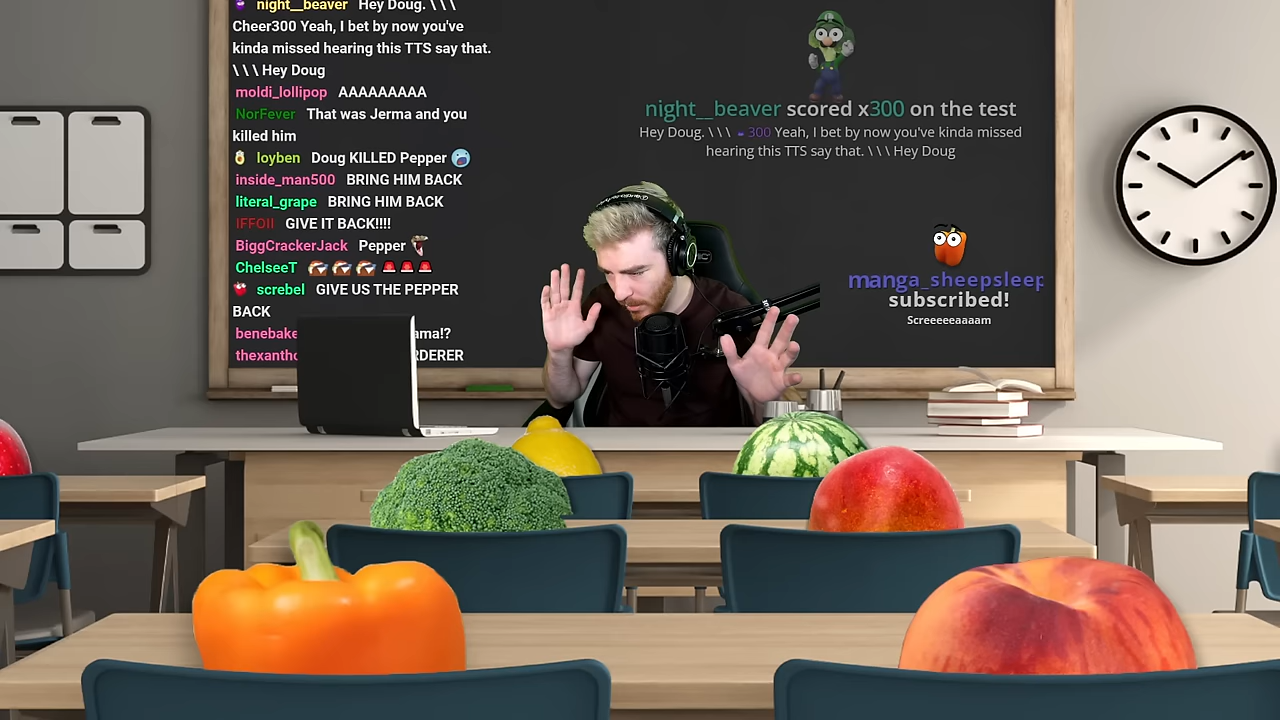 night__beaver Hey Doug. \ \ \
Cheer300 Yeah, I bet by now you've
kinda missed hearing this TTS say that.
\ \ \ Hey Doug
moldi_lollipop AAAAAAAAA
NorFever That was Jerma and you
killed him
loyben Doug KILLED Pepper
inside_man500 BRING HIM BACK
literal_grape BRING HIM BACK
IFFOII GIVE IT BACK!!!!
BiggCrackerJack Pepper
ChelseeT
screbel GIVE US THE PEPPER
BACK
benebake ama!?
thexantho RDERER
night__beaver scored x300 on the test
Hey Doug. \ \ \ 300 Yeah, I bet by now you've kinda missed
hearing this TTS say that. \ \ \ Hey Doug
manga_sheepsleep
subscribed!
Screeeeeaaaam